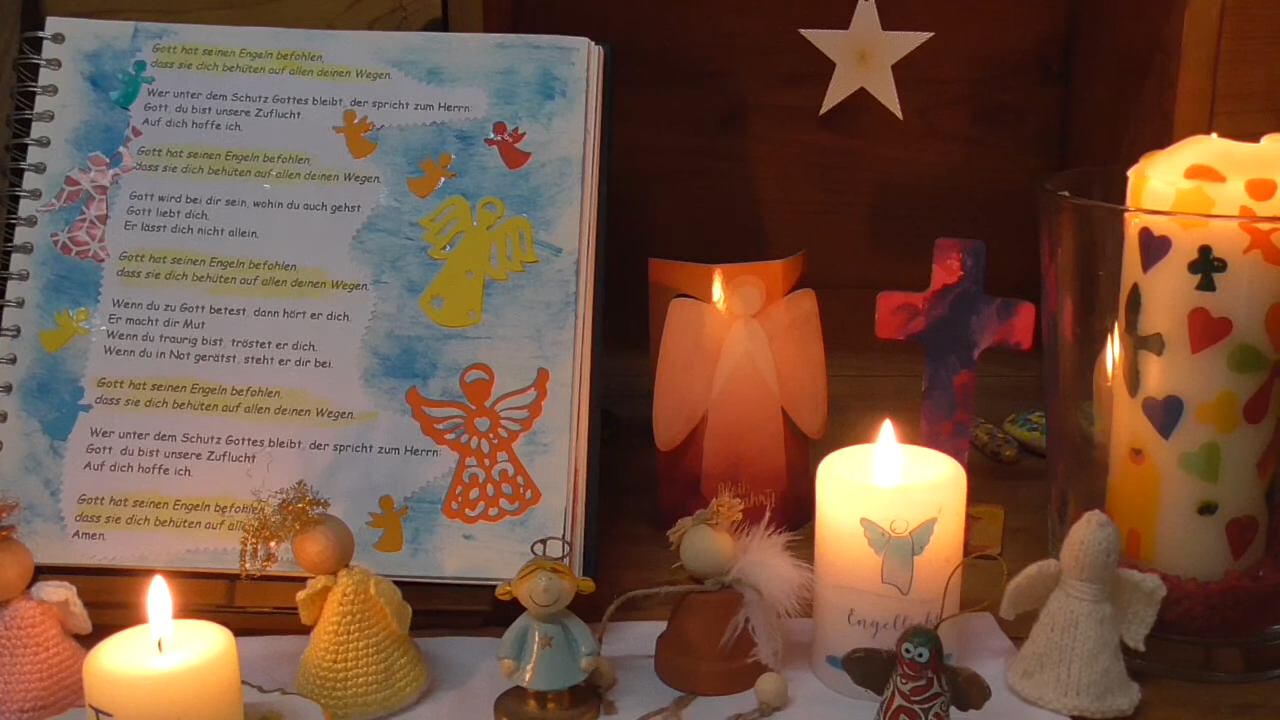 Gott hat seinen Engeln befohlen,
dass sie dich behüten auf allen deinen Wegen.
Wer unter dem Schutz Gottes bleibt, der spricht zum Herrn:
Gott, du bist unsere Zuflucht
Auf dich hoffe ich.
Gott hat seinen Engeln befohlen,
dass sie dich behüten auf allen deinen Wegen.
Gott wird bei dir sein, wohin du auch gehst
Gott liebt dich.
Er lässt dich nicht allein.
Gott hat seinen Engeln befohlen,
dass sie dich behüten auf allen deinen Wegen.
Wenn du zu Gott betest, dann hört er dich.
Er macht dir Mut
Wenn du traurig bist, tröstet er dich.
Wenn du in Not gerätst, steht er dir bei.
Gott hat seinen Engeln befohlen,
dass sie dich behüten auf allen deinen Wegen.
Wer unter dem Schutz Gottes bleibt, der spricht zum Herrn:
Gott, du bist unsere Zuflucht
Auf dich hoffe ich.
Gott hat seinen Engeln befohlen,
dass sie dich behüten auf allen
Amen.
Bleib
Engellicht